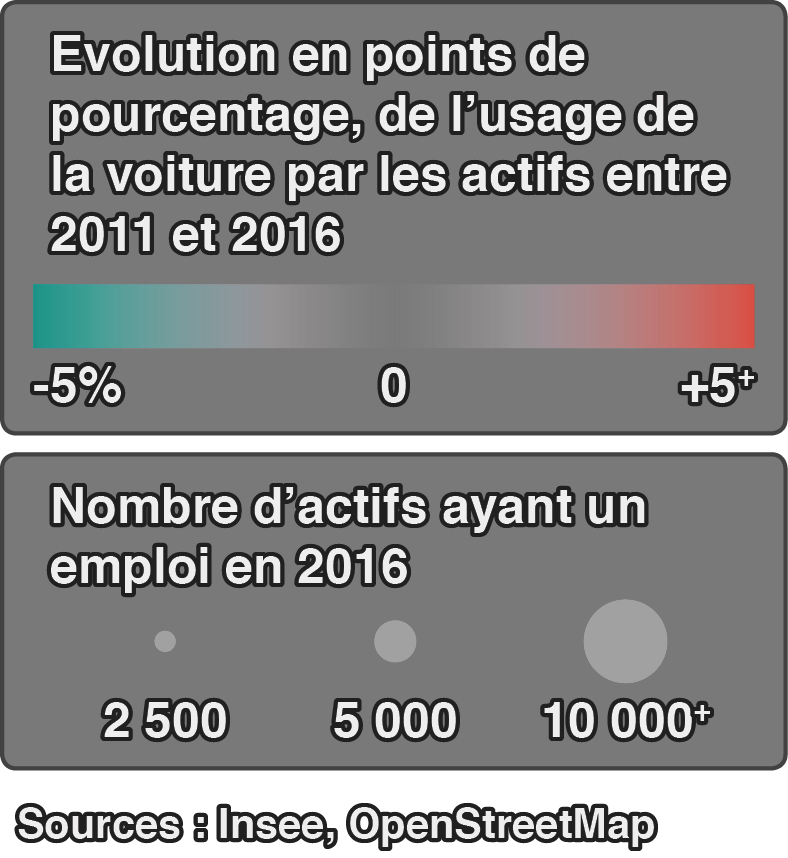 Evolution en points de
pourcentage, de l’usage de
la voiture par les actifs entre
2011 et 2016
-5% 0 +5⁺
Nombre d’actifs ayant un
emploi en 2016
2 500 5 000 10 000⁺
Sources : Insee, OpenStreetMap